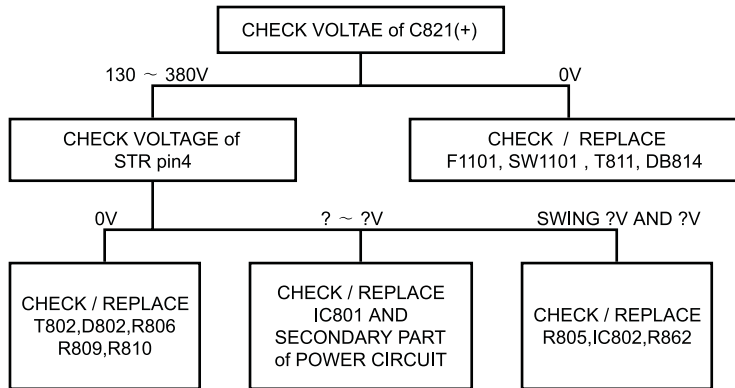 CHECK VOLTAE of C821(+)
130 ~ 380V
0V
CHECK VOLTAGE of
STR pin4
CHECK / REPLACE
F1101, SW1101 , T811, DB814
0V
? ~ ?V
SWING ?V AND ?V
CHECK / REPLACE
T802,D802,R806
R809,R810
CHECK / REPLACE
IC801 AND
SECONDARY PART
of POWER CIRCUIT
CHECK / REPLACE
R805,IC802,R862